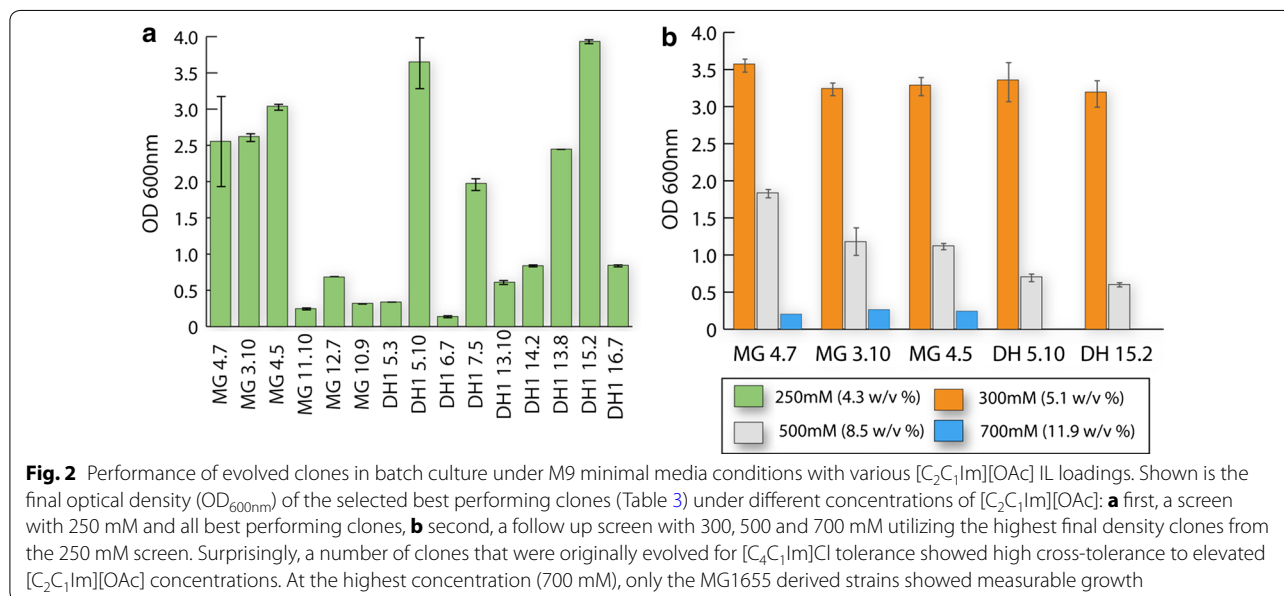 a
4.0
3.5
3.0
2.5
2.0
1.5
1.0
0.5
0
OD 600nm
MG 4.7
MG 3.10
MG 4.5
MG 11.10
MG 12.7
MG 10.9
DH1 5.3
DH1 5.10
DH1 6.7
DH1 7.5
DH1 13.10
DH1 14.2
DH1 13.8
DH1 15.2
DH1 16.7
b
4.0
3.5
3.0
2.5
2.0
1.5
1.0
0.5
0
OD 600nm
MG 4.7 MG 3.10 MG 4.5 DH 5.10 DH 15.2
250mM (4.3 w/v %) 300mM (5.1 w/v %)
500mM (8.5 w/v %) 700mM (11.9 w/v %)
Fig. 2 Performance of evolved clones in batch culture under M9 minimal media conditions with various [C₂C₁Im][OAc] IL loadings. Shown is the
final optical density (OD₆₀₀ₙₘ) of the selected best performing clones (Table 3) under different concentrations of [C₂C₁Im][OAc]: a first, a screen
with 250 mM and all best performing clones, b second, a follow up screen with 300, 500 and 700 mM utilizing the highest final density clones from
the 250 mM screen. Surprisingly, a number of clones that were originally evolved for [C₄C₁Im]Cl tolerance showed high cross-tolerance to elevated
[C₂C₁Im][OAc] concentrations. At the highest concentration (700 mM), only the MG1655 derived strains showed measurable growth